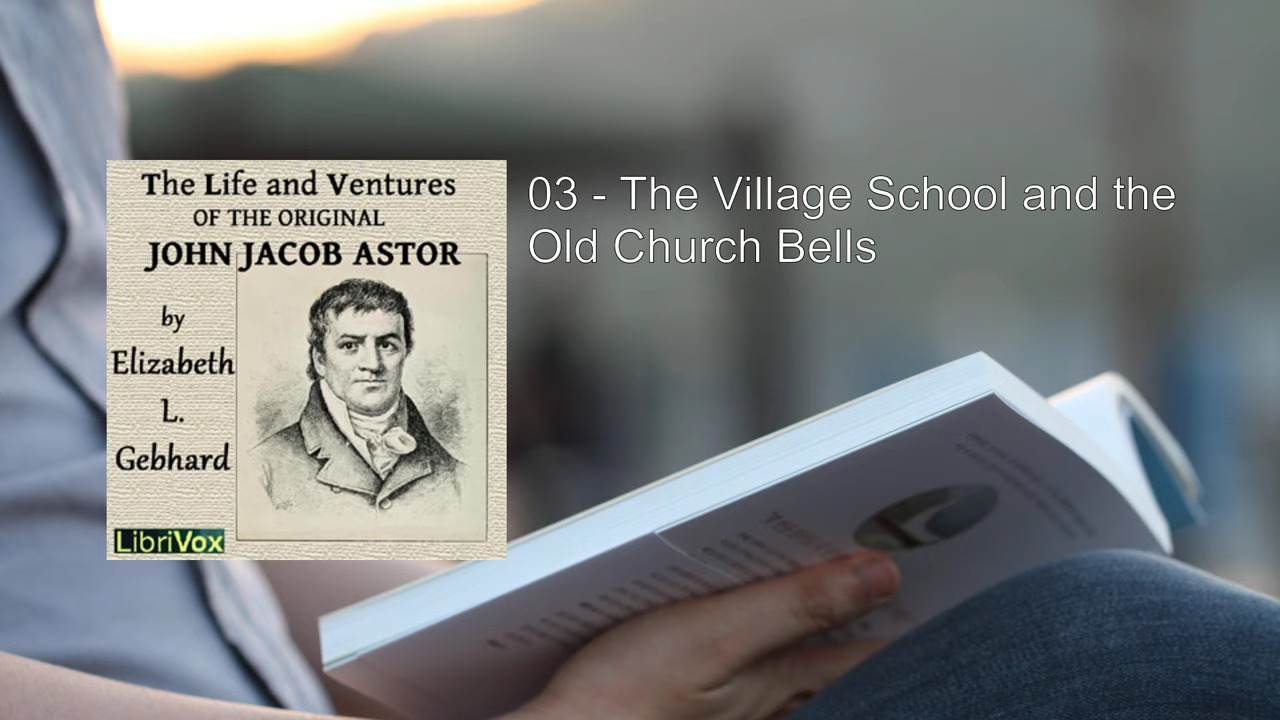 The Life and Ventures
OF THE ORIGINAL
JOHN JACOB ASTOR
by
Elizabeth
L.
Gebhard
LibriVox
03 - The Village School and the
Old Church Bells